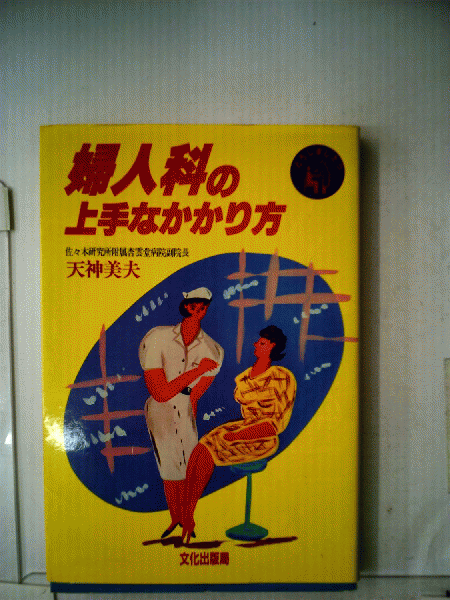 婦人科の
上手なかかり方
佐々木研究所附属杏雲堂病院副院長
天神美夫
文化出版局